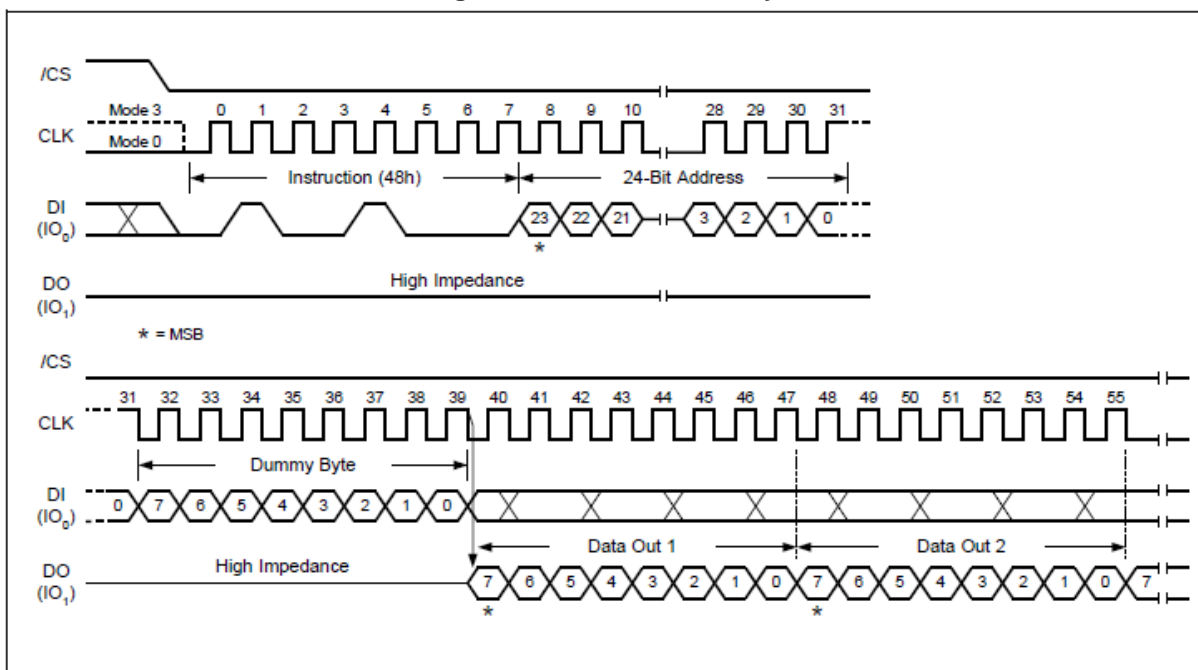 /CS
Mode 3 0 1 2 3 4 5 6 7 8 9 10 28 29 30 31
CLK
Mode 0
Instruction (48h) 24-Bit Address
DI
(IO0) 23 22 21 3 2 1 0
*
DO High Impedance
(IO1)
* = MSB
/CS
31 32 33 34 35 36 37 38 39 40 41 42 43 44 45 46 47 48 49 50 51 52 53 54 55
CLK
Dummy Byte
DI
(IO0) 0 7 6 5 4 3 2 1 0
Data Out 1 Data Out 2
DO High Impedance
(IO1) 7 6 5 4 3 2 1 0 7 6 5 4 3 2 1 0 7
* *